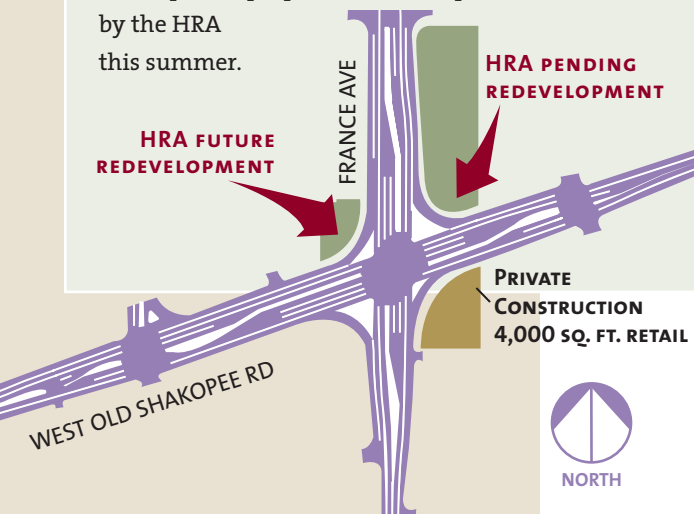 by the HRA
this summer.
FRANCE AVE
HRA PENDING
REDEVELOPMENT
HRA FUTURE
REDEVELOPMENT
PRIVATE
CONSTRUCTION
4,000 SQ. FT. RETAIL
WEST OLD SHAKOPEE RD
NORTH